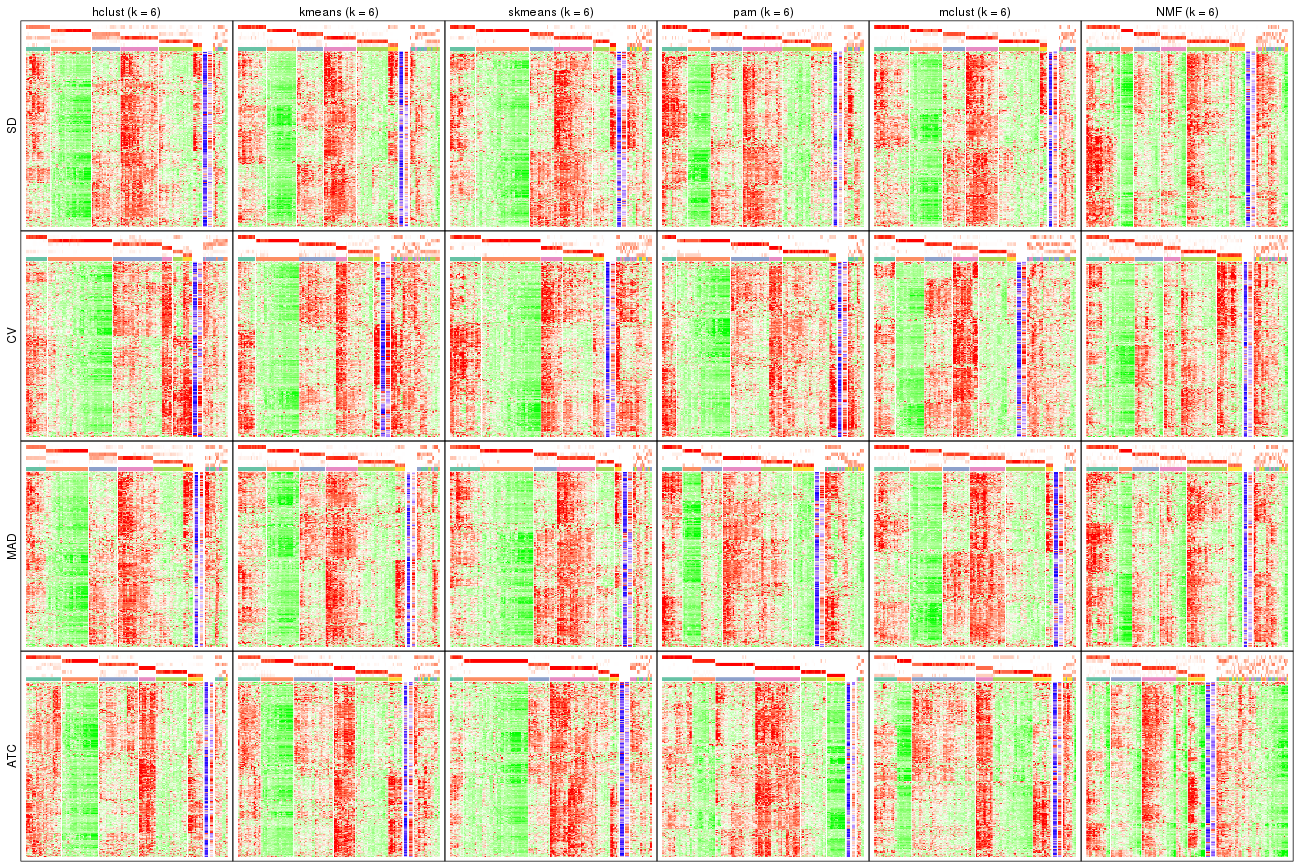 hclust (k = 6) kmeans (k = 6) skmeans (k = 6) pam (k = 6) mclust (k = 6) NMF (k = 6)
SD
CV
MAD
ATC